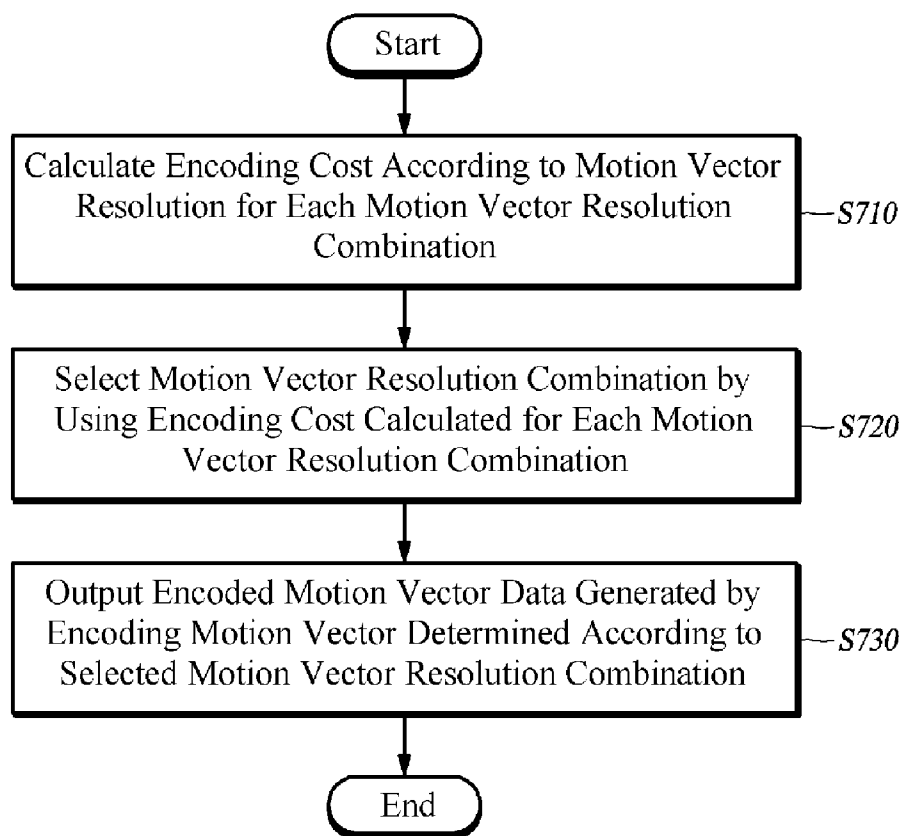 Start
Calculate Encoding Cost According to Motion Vector
Resolution for Each Motion Vector Resolution
Combination
S710
Select Motion Vector Resolution Combination by
Using Encoding Cost Calculated for Each Motion
Vector Resolution Combination
S720
Output Encoded Motion Vector Data Generated by
Encoding Motion Vector Determined According to
Selected Motion Vector Resolution Combination
S730
End